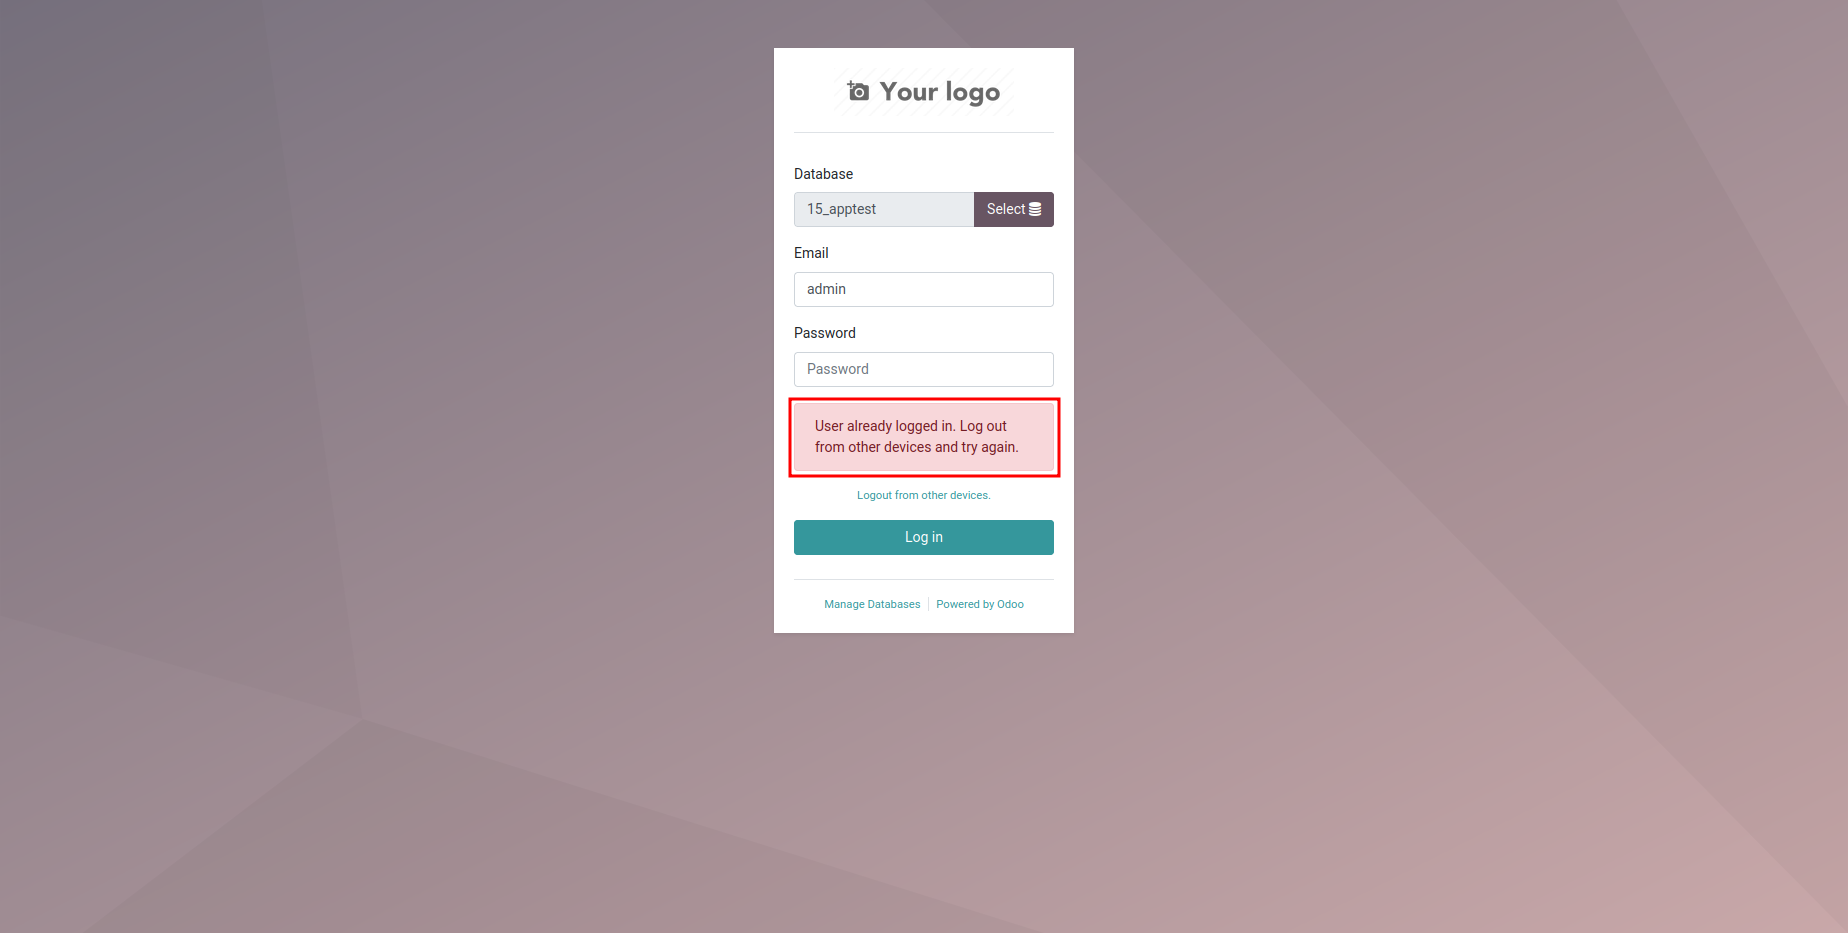 Your logo
Database
15_apptest
Select
Email
admin
Password
Password
User already logged in. Log out
from other devices and try again.
Logout from other devices.
Log in
Manage Databases
Powered by Odoo